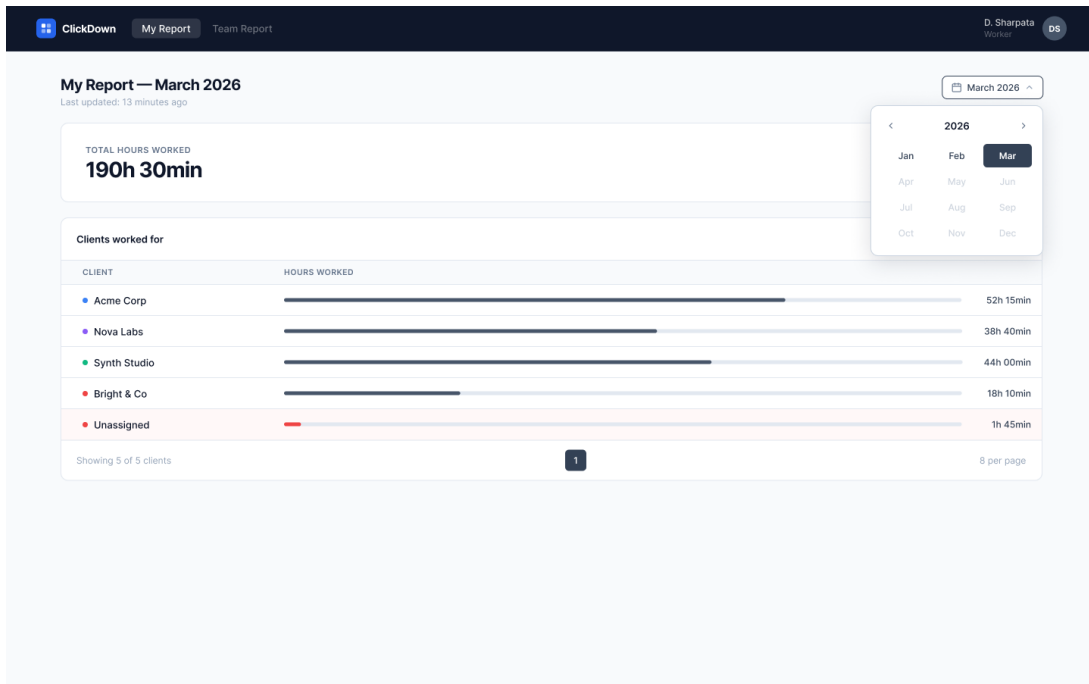 ClickDown My Report Team Report
D. Sharpata
Worker
DS
My Report — March 2026
Last updated: 13 minutes ago
March 2026
2026
Jan Feb Mar
Apr May Jun
Jul Aug Sep
Oct Nov Dec
TOTAL HOURS WORKED
190h 30min
Clients worked for
CLIENT HOURS WORKED
Acme Corp 52h 15min
Nova Labs 38h 40min
Synth Studio 44h 00min
Bright & Co 18h 10min
Unassigned 1h 45min
Showing 5 of 5 clients 1 8 per page